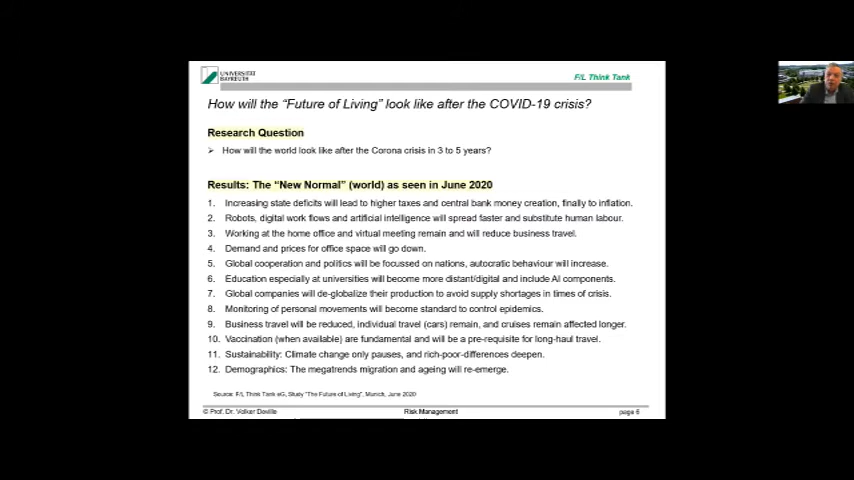 UNIVERSITÄT
BAYREUTH
F/L Think Tank
How will the “Future of Living” look like after the COVID-19 crisis?
Research Question
➢ How will the world look like after the Corona crisis in 3 to 5 years?
Results: The “New Normal” (world) as seen in June 2020
1. Increasing state deficits will lead to higher taxes and central bank money creation, finally to inflation.
2. Robots, digital work flows and artificial intelligence will spread faster and substitute human labour.
3. Working at the home office and virtual meeting remain and will reduce business travel.
4. Demand and prices for office space will go down.
5. Global cooperation and politics will be focussed on nations, autocratic behaviour will increase.
6. Education especially at universities will become more distant/digital and include AI components.
7. Global companies will de-globalize their production to avoid supply shortages in times of crisis.
8. Monitoring of personal movements will become standard to control epidemics.
9. Business travel will be reduced, individual travel (cars) remain, and cruises remain affected longer.
10. Vaccination (when available) are fundamental and will be a pre-requisite for long-haul travel.
11. Sustainability: Climate change only pauses, and rich-poor-differences deepen.
12. Demographics: The megatrends migration and ageing will re-emerge.
Source: F/L Think Tank eG, Study "The Future of Living", Munich, June 2020
© Prof. Dr. Volker Deville
Risk Management
page 6